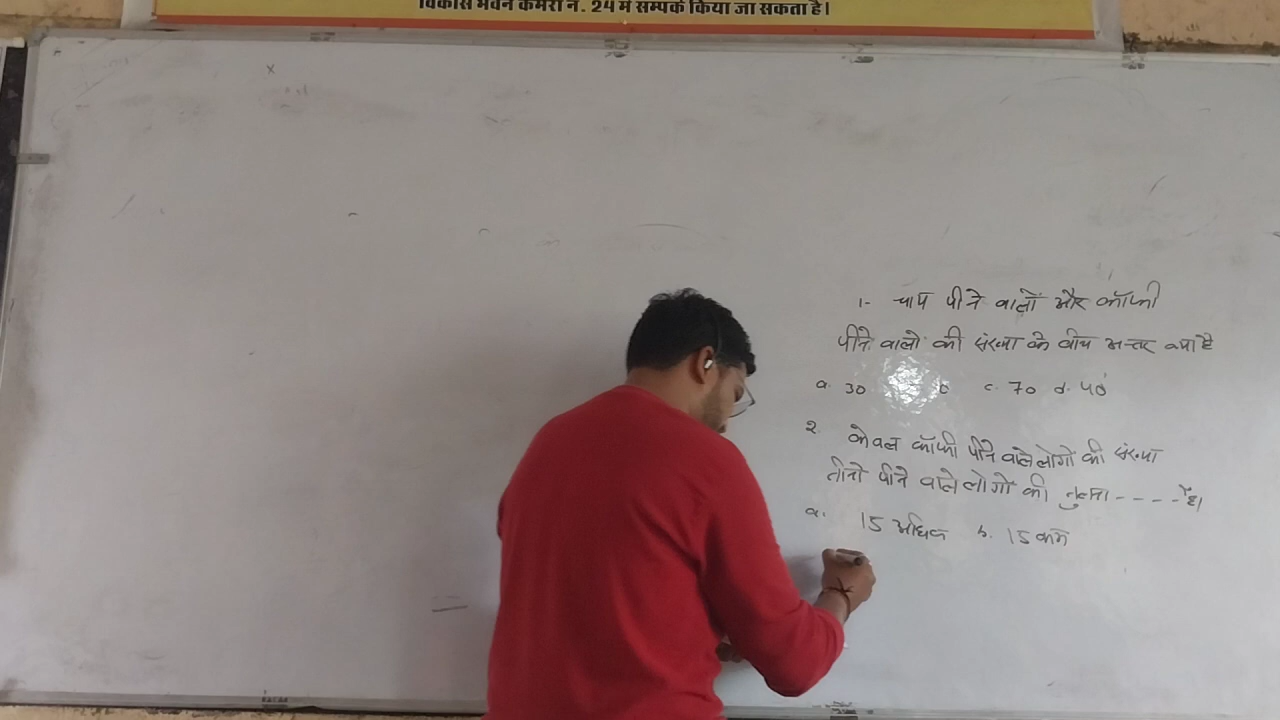 विकास भवन कमरा नं. 24 में सम्पर्क किया जा सकता है।
1- चाय पीने वालों और कॉफी
पीने वालो की संख्या के बीच अन्तर क्या है
a. 30 c. 70 d. 40
2. केवल कॉफी पीने वाले लोगों की संख्या
तीनो पीने वाले लोगों की तुलना - - - - है।
a. 15 अधिक b. 15 कम